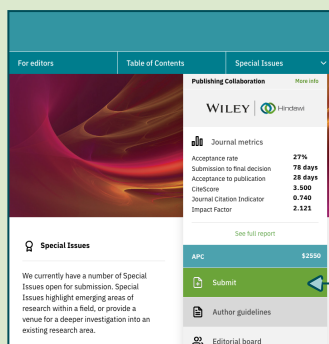 For editors
Table of Contents
Special Issues
Publishing Collaboration
More info
WILEY
Hindawi
Journal metrics
Acceptance rate 27%
Submission to final decision 78 days
Acceptance to publication 28 days
CiteScore 3.500
Journal Citation Indicator 0.740
Impact Factor 2.121
See full report
APC $2550
Submit
Author guidelines
Editorial board
Special Issues
We currently have a number of Special
Issues open for submission. Special
Issues highlight emerging areas of
research within a field, or provide a
venue for a deeper investigation into an
existing research area.